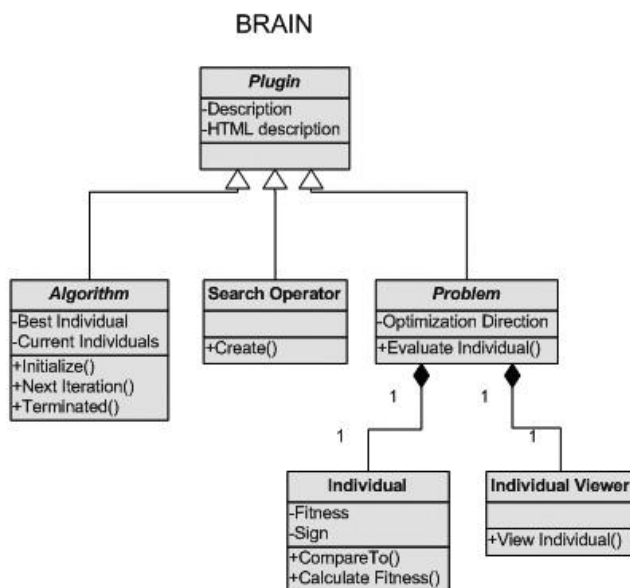 BRAIN
Plugin
-Description
-HTML description
Algorithm
-Best Individual
-Current Individuals
+Initialize()
+Next Iteration()
+Terminated()
Search Operator
+Create()
Problem
-Optimization Direction
+Evaluate Individual()
1
1
1
1
Individual
-Fitness
-Sign
+CompareTo()
+Calculate Fitness()
Individual Viewer
+View Individual()